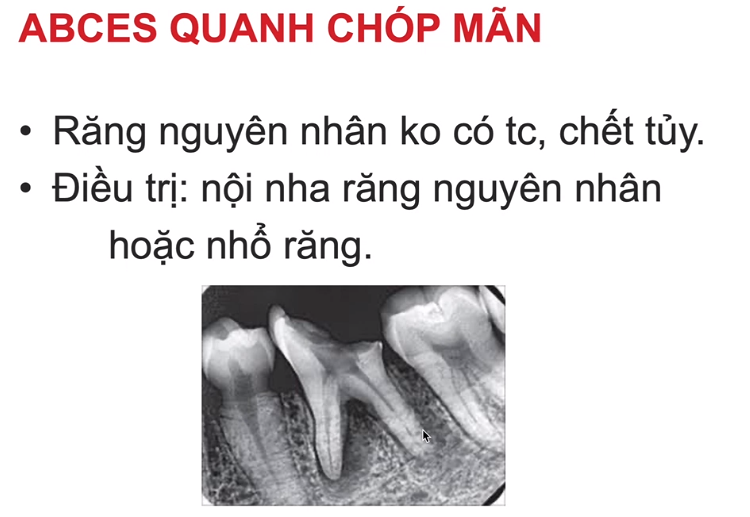 ABCES QUANH CHÓP MÃN
• Răng nguyên nhân ko có tc, chết tủy.
• Điều trị: nội nha răng nguyên nhân
hoặc nhổ răng.